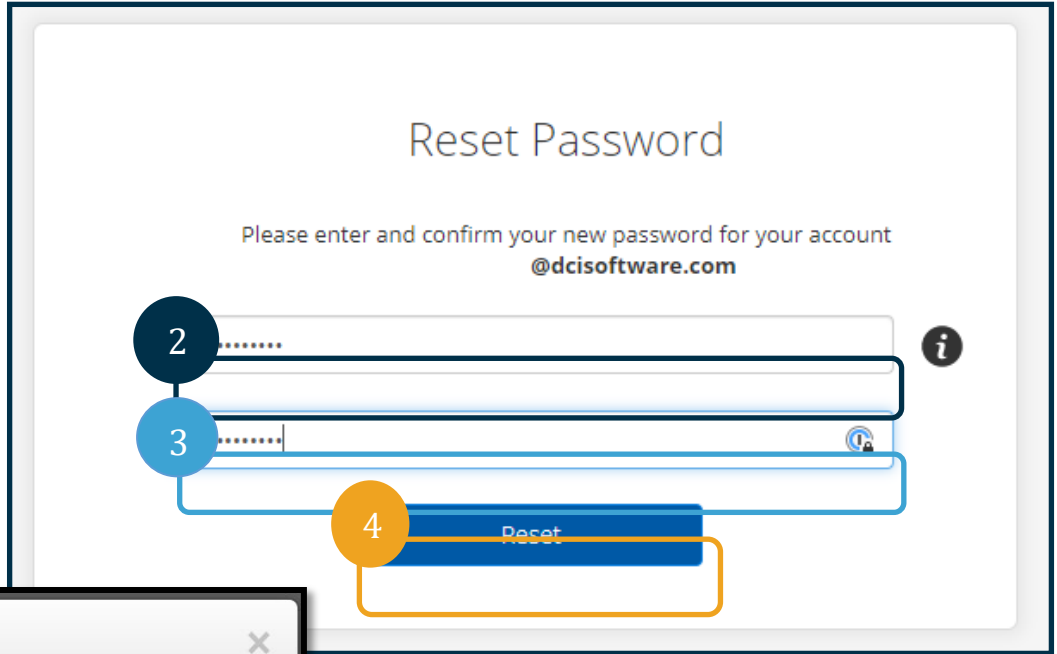 Reset Password
Please enter and confirm your new password for your account
@dcisoftware.com
2
........
i
3
........
4
Reset
×